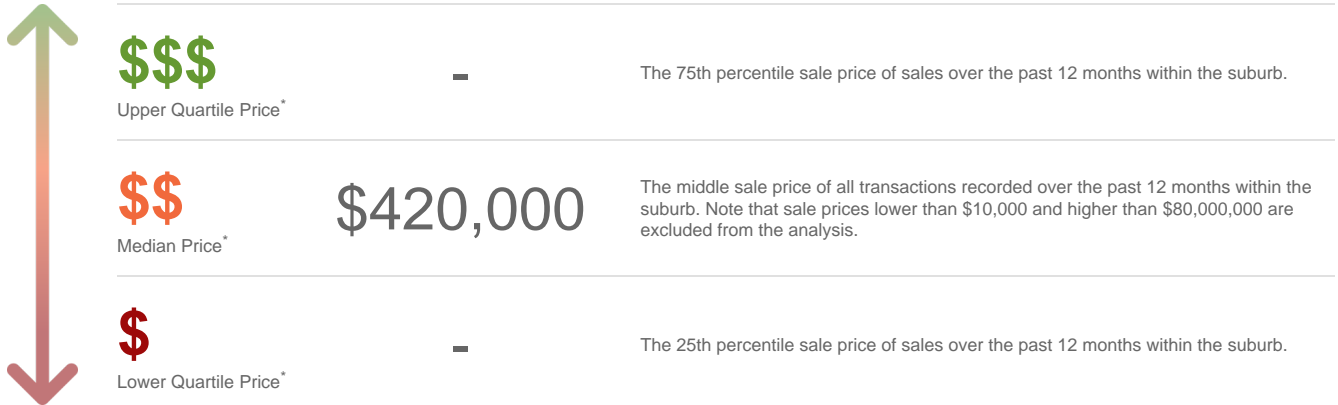 $$$
Upper Quartile Price*
-
The 75th percentile sale price of sales over the past 12 months within the suburb.
$$
Median Price*
$420,000
The middle sale price of all transactions recorded over the past 12 months within the
suburb. Note that sale prices lower than $10,000 and higher than $80,000,000 are
excluded from the analysis.
$
Lower Quartile Price*
-
The 25th percentile sale price of sales over the past 12 months within the suburb.